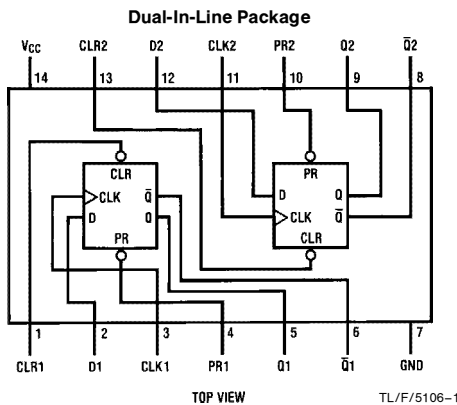 Dual-In-Line Package
VCC CLR2 D2 CLK2 PR2 Q2 Q̅2
14 13 12 11 10 9 8
CLR PR
CLK Q̅ D Q
D Q CLK Q̅
PR CLR
1 2 3 4 5 6 7
CLR1 D1 CLK1 PR1 Q1 Q̅1 GND
TOP VIEW
TL/F/5106-1